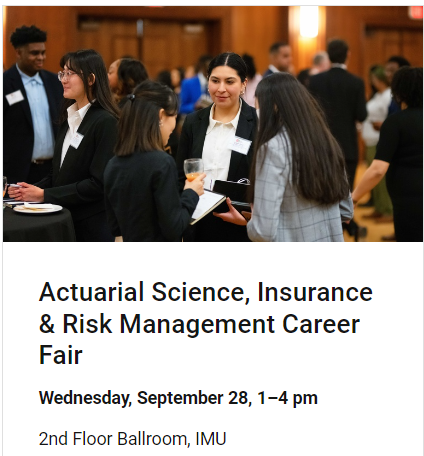 Actuarial Science, Insurance
& Risk Management Career
Fair
Wednesday, September 28, 1–4 pm
2nd Floor Ballroom, IMU